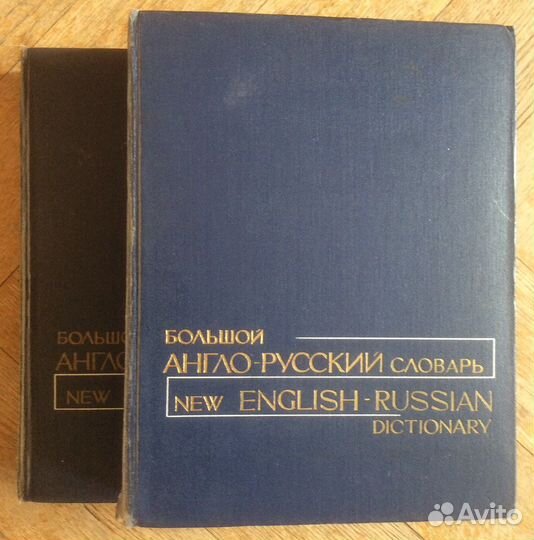 БОЛЬШО
АНГЛО
NEW
БОЛЬШОЙ
АНГЛО-РУССКИЙ СЛОВАРЬ
NEW ENGLISH-RUSSIAN
DICTIONARY
Avito